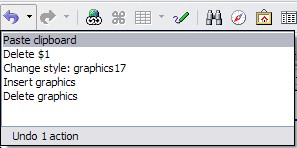 Paste clipboard
Delete $1
Change style: graphics17
Insert graphics
Delete graphics
Undo 1 action